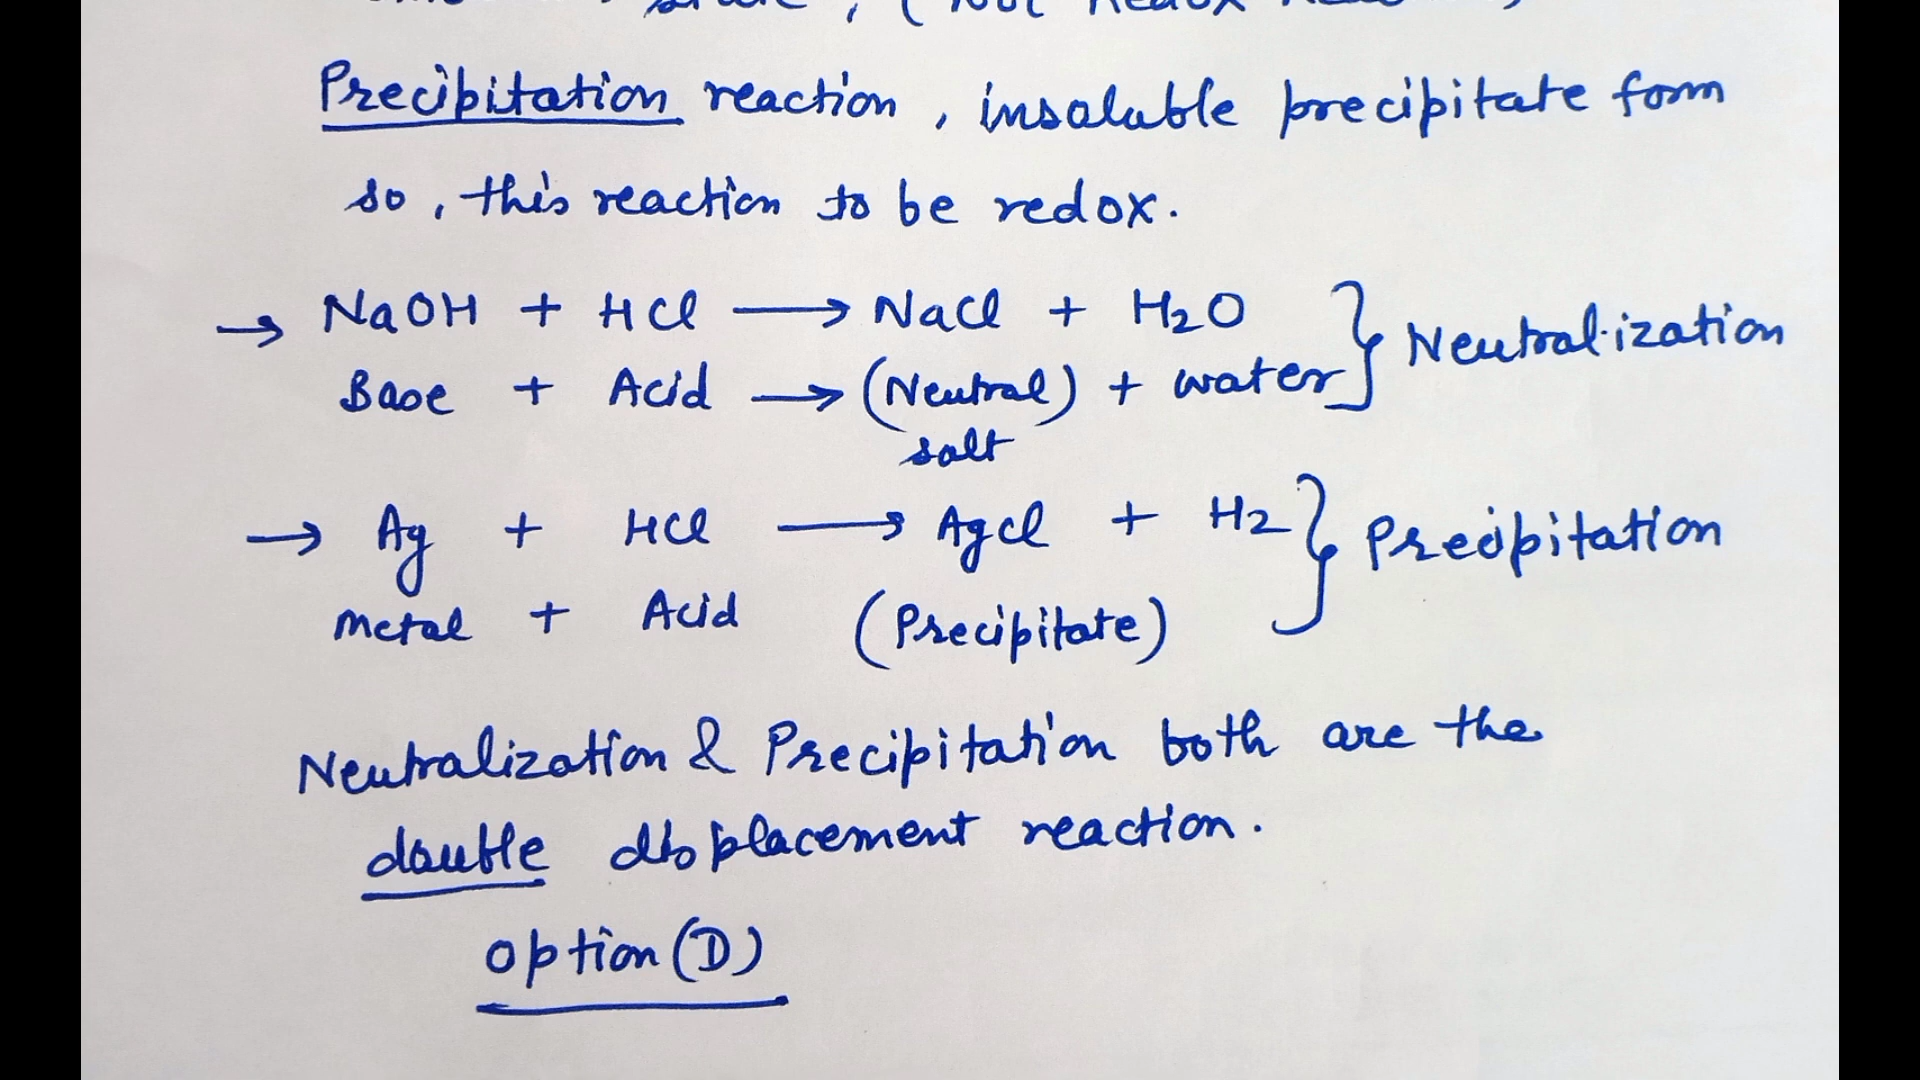 (Not Redox
Precipitation reaction, insoluble precipitate form
so, this reaction to be redox.
→ NaOH + HCl ⟶ NaCl + H2O } Neutralization
Base + Acid → (Neutral) + water
salt
→ Ag + HCl ⟶ AgCl + H2 } Precipitation
Metal + Acid (Precipitate)
Neutralization & Precipitation both are the
double displacement reaction.
option (D)